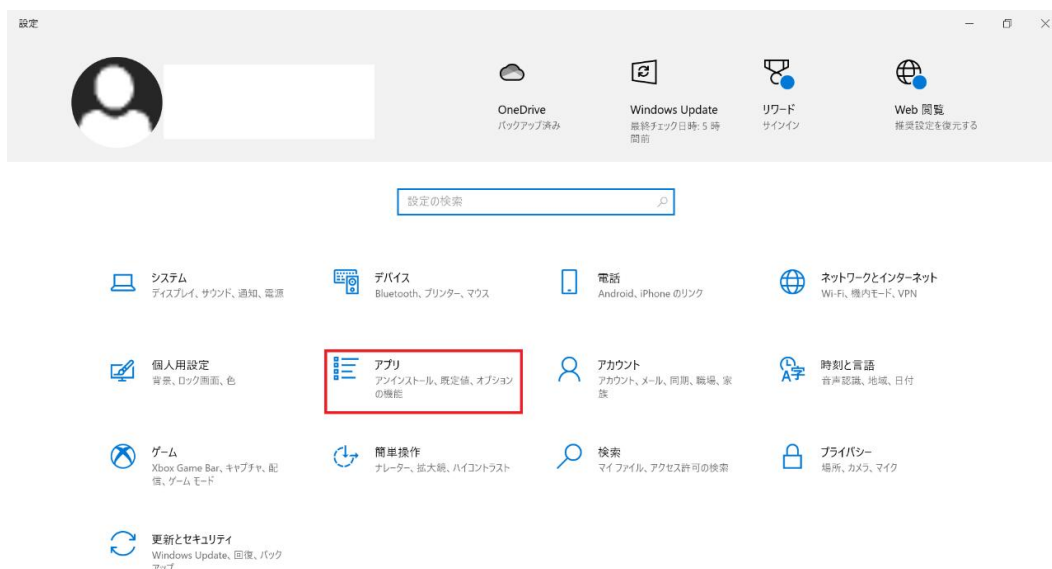 設定
OneDrive
バックアップ済み
Windows Update
最終チェック日時: 5 時
間前
リワード
サインイン
Web 閲覧
推奨設定を復元する
設定の検索
システム
ディスプレイ、サウンド、通知、電源
デバイス
Bluetooth、プリンター、マウス
電話
Android、iPhone のリンク
ネットワークとインターネット
Wi-Fi、機内モード、VPN
個人用設定
背景、ロック画面、色
アプリ
アンインストール、既定値、オプション
の機能
アカウント
アカウント、メール、同期、職場、家
族
時刻と言語
音声認識、地域、日付
ゲーム
Xbox Game Bar、キャプチャ、配
信、ゲーム モード
簡単操作
ナレーター、拡大鏡、ハイコントラスト
検索
マイ ファイル、アクセス許可の検索
プライバシー
場所、カメラ、マイク
更新とセキュリティ
Windows Update、回復、バック
アップ